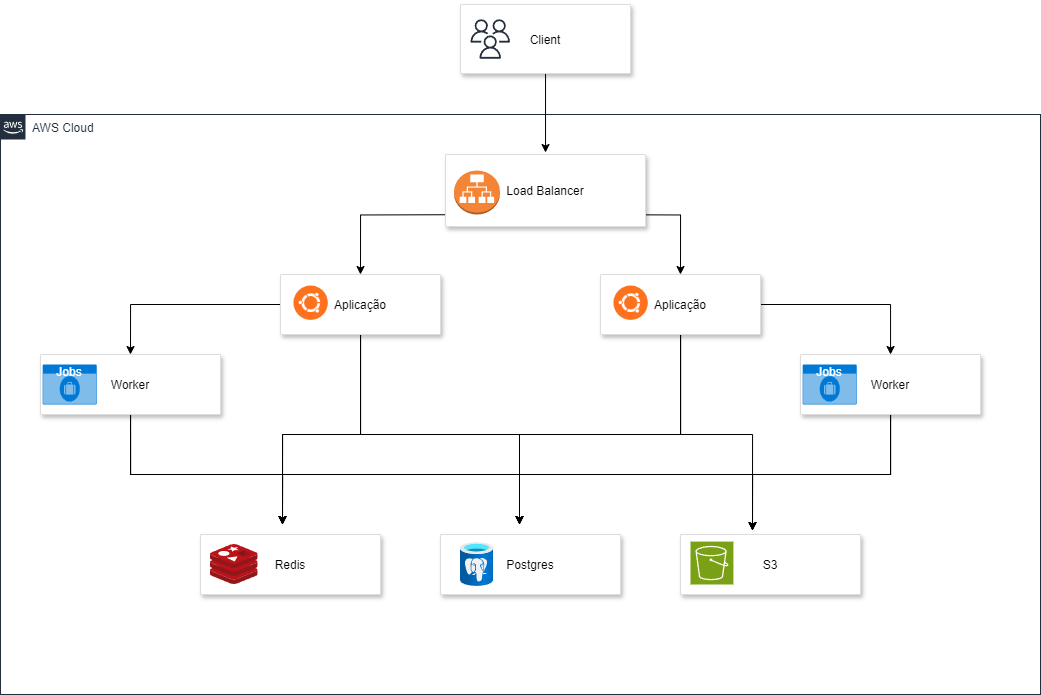 Client
aws
AWS Cloud
Load Balancer
Aplicação
Aplicação
Jobs
Worker
Jobs
Worker
Redis
Postgres
S3